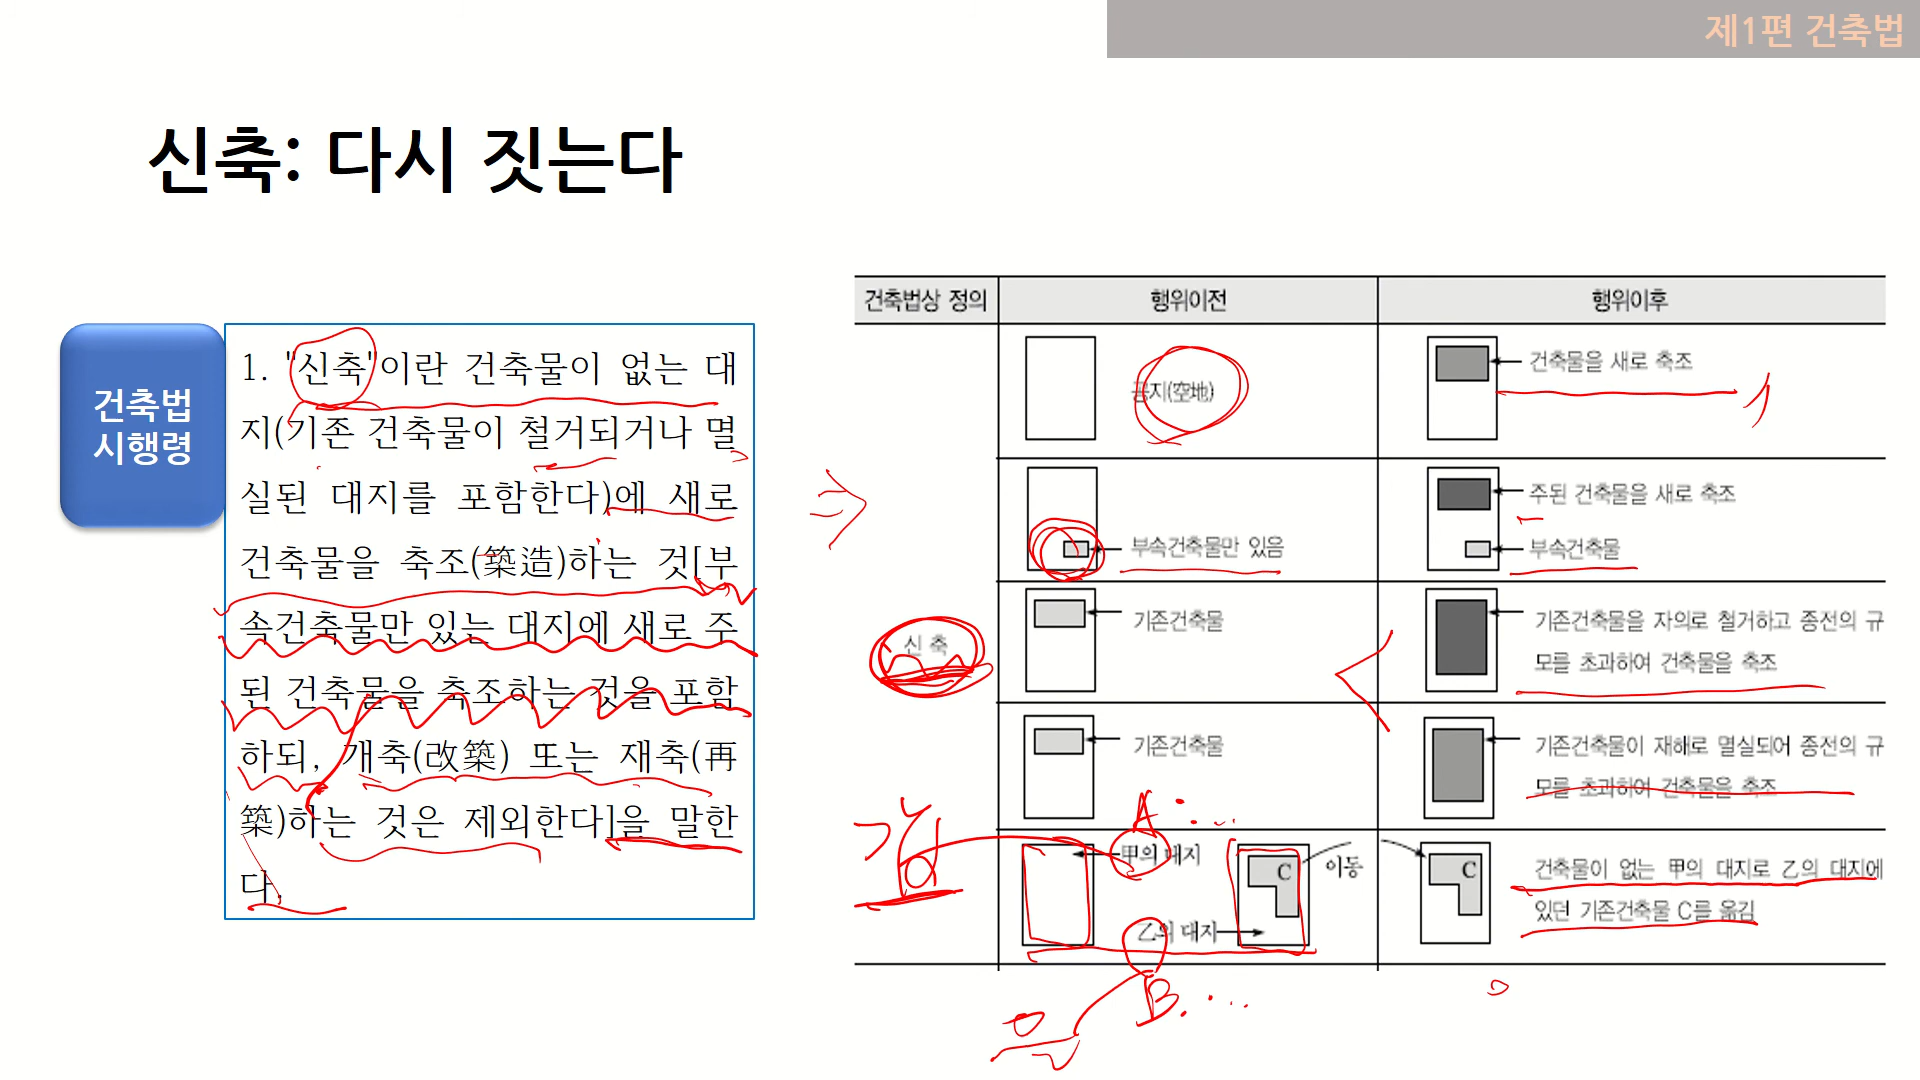 제1편 건축법
신축: 다시 짓는다
건축법
시행령
1. "신축"이란 건축물이 없는 대
지(기존 건축물이 철거되거나 멸
실된 대지를 포함한다)에 새로
건축물을 축조(築造)하는 것[부
속건축물만 있는 대지에 새로 주
된 건축물을 축조하는 것을 포함
하되, 개축(改築) 또는 재축(再
築)하는 것은 제외한다]을 말한
다.
건축법상 정의 행위이전 행위이후
공지(空地) 건축물을 새로 축조
주된 건축물을 새로 축조
부속건축물만 있음 부속건축물
신 축
기존건축물 기존건축물을 자의로 철거하고 종전의 규
모를 초과하여 건축물을 축조
기존건축물 기존건축물이 재해로 멸실되어 종전의 규
모를 초과하여 건축물을 축조
갑
A: ...
甲의 대지 C 이동 C 건축물이 없는 甲의 대지로 乙의 대지에
있던 기존건축물 C를 옮김
乙의 대지
을 B. ...